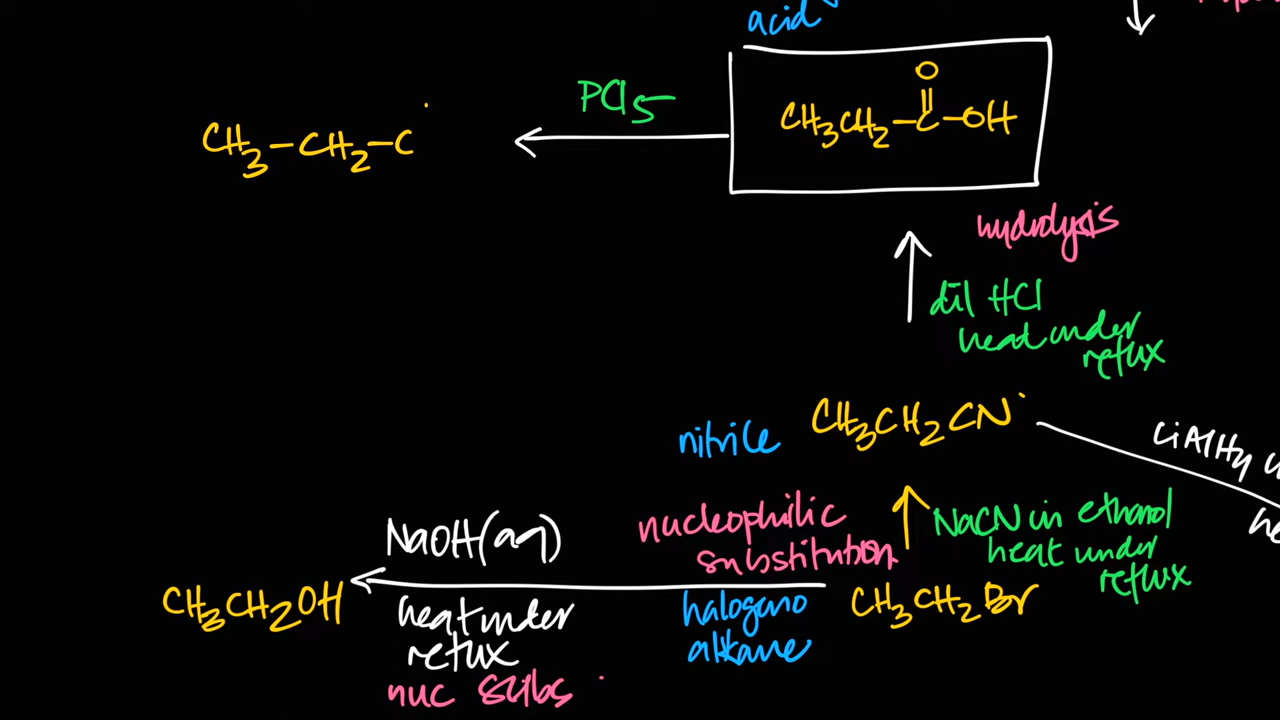 acid
PCl5
O
||
CH3CH2-C-OH
CH3-CH2-C
hydrolysis
dil HCl
heat under
reflux
nitrile CH3CH2CN
LiAlH4
nucleophilic
substitution
NaCN in ethanol
heat under
reflux
NaOH(aq)
CH3CH2OH
heat under
reflux
nuc subs
halogeno
alkane
CH3CH2Br